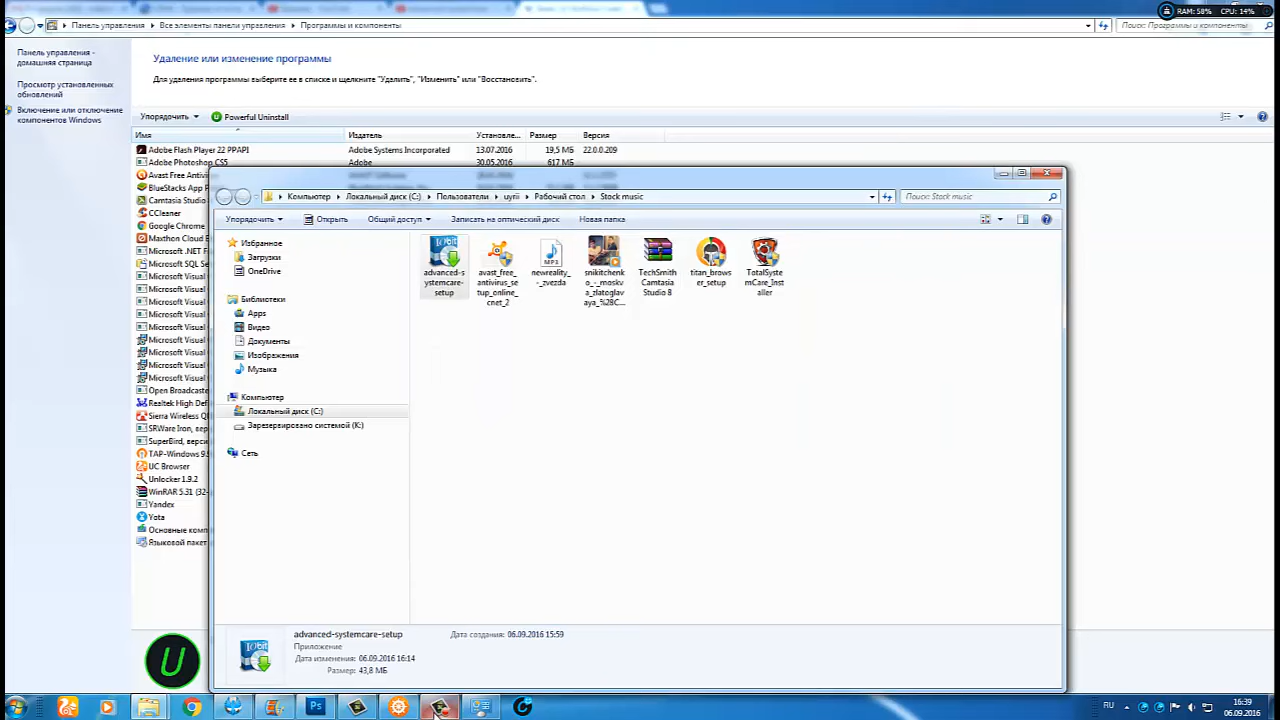 RAM: 58% CPU: 14%
Панель управления Все элементы панели управления Программы и компоненты
Поиск: Программы и компоненты
Панель управления -
домашняя страница
Просмотр установленных
обновлений
Включение или отключение
компонентов Windows
Удаление или изменение программы
Для удаления программы выберите ее в списке и щелкните "Удалить", "Изменить" или "Восстановить".
Упорядочить Powerful Uninstall
Имя Издатель Установле... Размер Версия
Adobe Flash Player 22 PPAPI Adobe Systems Incorporated 13.07.2016 19,5 МБ 22.0.0.209
Adobe Photoshop CS5 Adobe 30.05.2016 617 МБ
Avast Free Antiv
BlueStacks App P
Camtasia Studio
CCleaner
Google Chrome
Maxthon Cloud B
Microsoft .NET F
Microsoft SQL Se
Microsoft Visual
Microsoft Visual
Microsoft Visual
Microsoft Visual
Microsoft Visual
Microsoft Visual
Microsoft Visual
Microsoft Visual
Open Broadcaste
Realtek High Def
Sierra Wireless Q
SRWare Iron, вер
SuperBird, верси
TAP-Windows 9.
UC Browser
Unlocker 1.9.2
WinRAR 5.31 (32-
Yandex
Yota
Основные комп
Языковой пакет
Компьютер Локальный диск (C:) Пользователи uyrii Рабочий стол Stock music
Поиск: Stock music
Упорядочить Открыть Общий доступ Записать на оптический диск Новая папка
Избранное
Загрузки
OneDrive
Библиотеки
Apps
Видео
Документы
Изображения
Музыка
Компьютер
Локальный диск (C:)
Зарезервировано системой (K:)
Сеть
IObit
advanced-s
ystemcare-
setup
avast_free_
antivirus_se
tup_online_
cnet_2
MP3
newreality_
-_zvezda
snikitchenk
o_-_moskv
a_zlatoglav
aya_%28C...
TechSmith
Camtasia
Studio 8
titan_brows
er_setup
TotalSyste
mCare_Inst
aller
IObit
advanced-systemcare-setup Дата создания: 06.09.2016 15:59
Приложение
Дата изменения: 06.09.2016 16:14
Размер: 43,8 МБ
U
Ps
RU
16:39
06.09.2016